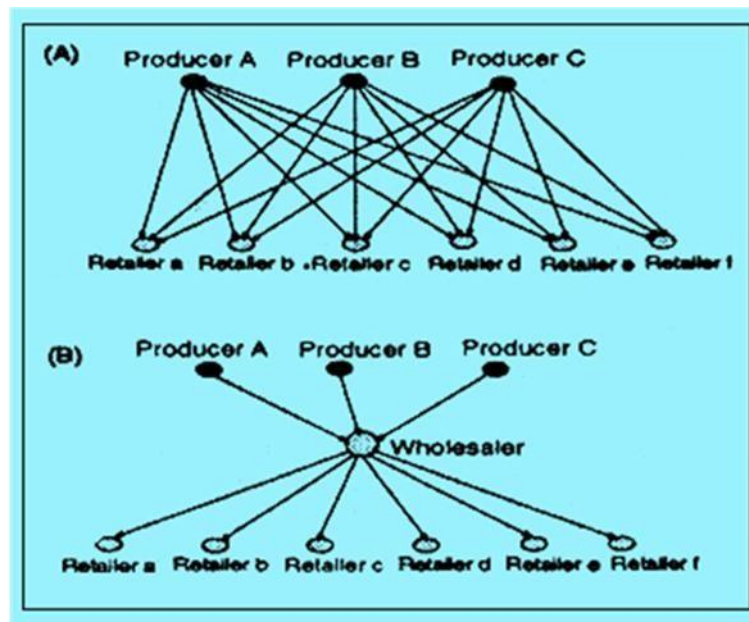 (A)
Producer A Producer B Producer C
Retailer a Retailer b Retailer c Retailer d Retailer e Retailer f
(B)
Producer A Producer B Producer C
Wholesaler
Retailer a Retailer b Retailer c Retailer d Retailer e Retailer f